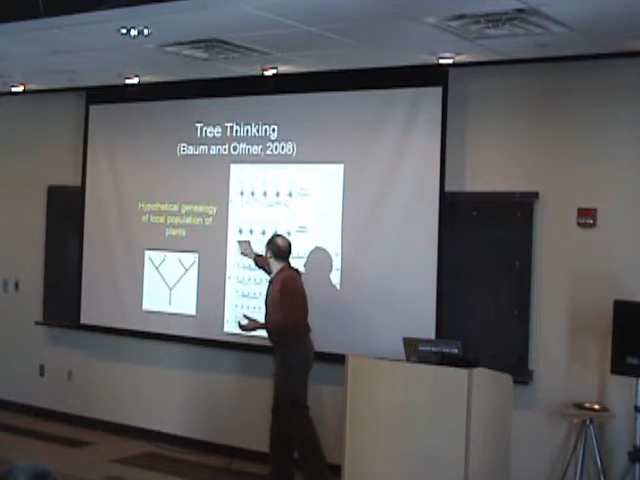 Tree Thinking
(Baum and Offner, 2008)
Hypothetical genealogy
of local population of
plants